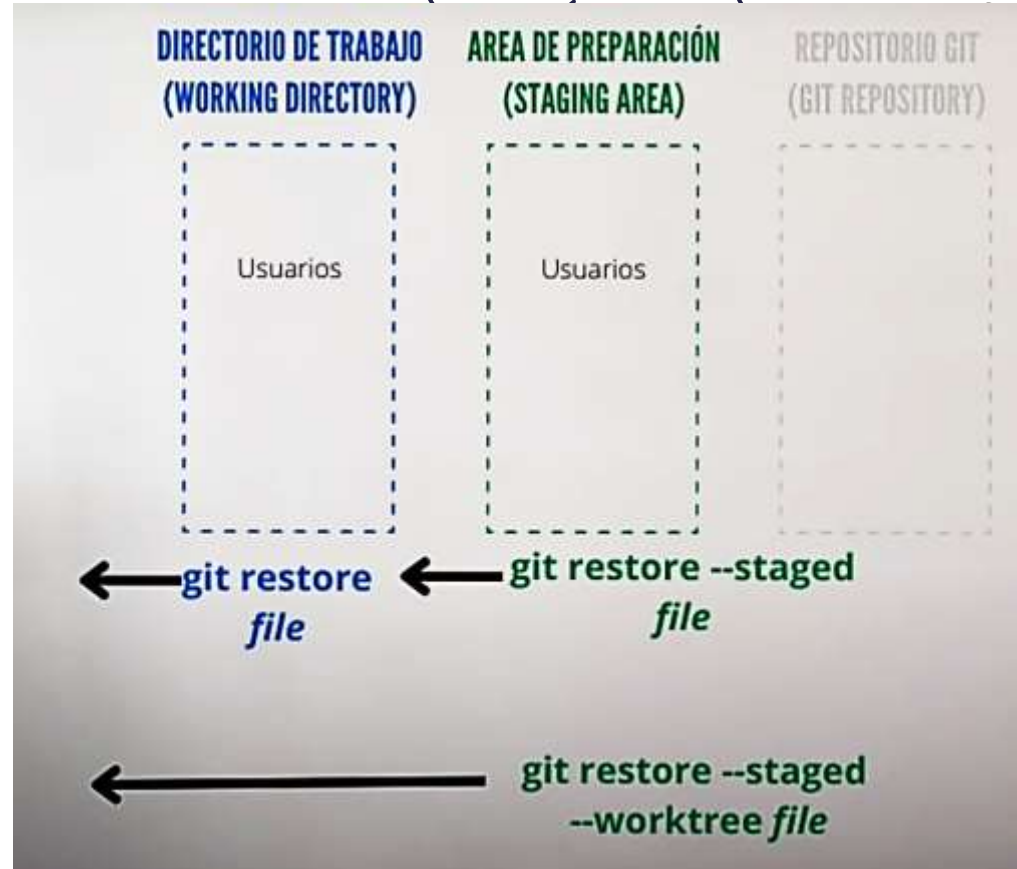 DIRECTORIO DE TRABAJO
(WORKING DIRECTORY)
AREA DE PREPARACIÓN
(STAGING AREA)
REPOSITORIO GIT
(GIT REPOSITORY)
Usuarios
Usuarios
git restore
file
git restore --staged
file
git restore --staged
--worktree file